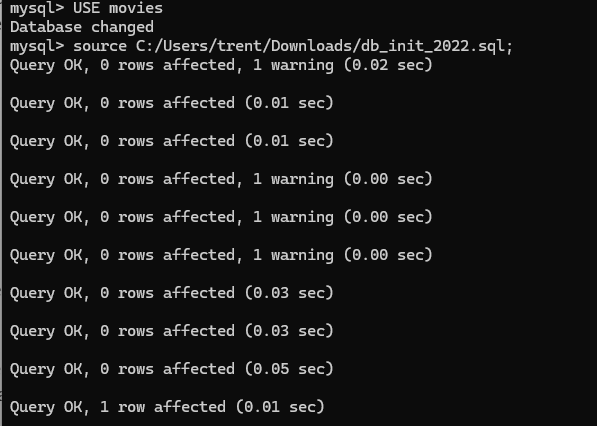 mysql> USE movies
Database changed
mysql> source C:/Users/trent/Downloads/db_init_2022.sql;
Query OK, 0 rows affected, 1 warning (0.02 sec)
Query OK, 0 rows affected (0.01 sec)
Query OK, 0 rows affected (0.01 sec)
Query OK, 0 rows affected, 1 warning (0.00 sec)
Query OK, 0 rows affected, 1 warning (0.00 sec)
Query OK, 0 rows affected, 1 warning (0.00 sec)
Query OK, 0 rows affected (0.03 sec)
Query OK, 0 rows affected (0.03 sec)
Query OK, 0 rows affected (0.05 sec)
Query OK, 1 row affected (0.01 sec)